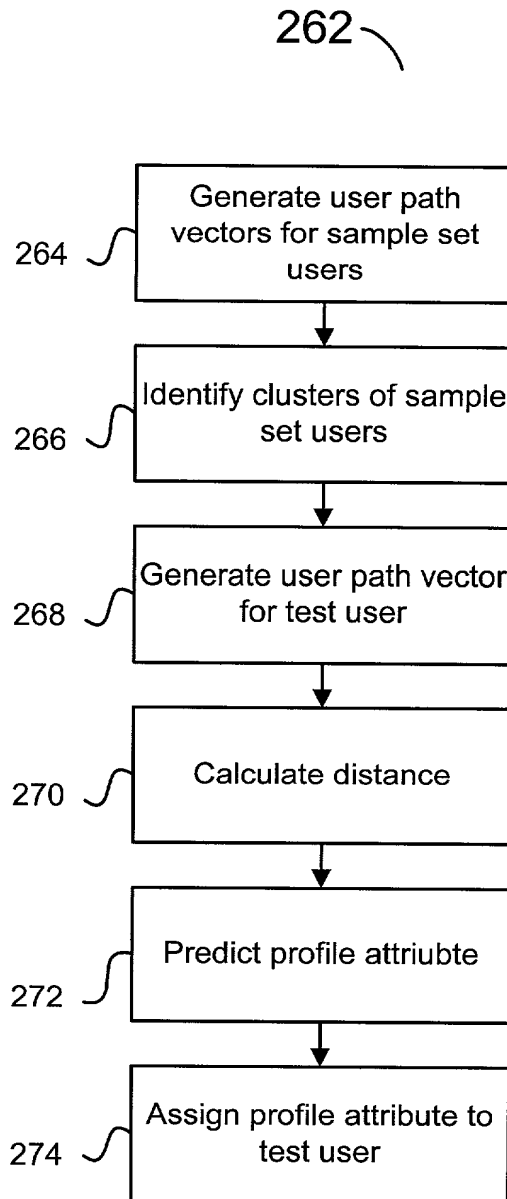 262
Generate user path
vectors for sample set
users
264
Identify clusters of sample
set users
266
Generate user path vector
for test user
268
Calculate distance
270
Predict profile attriubte
272
Assign profile attribute to
test user
274